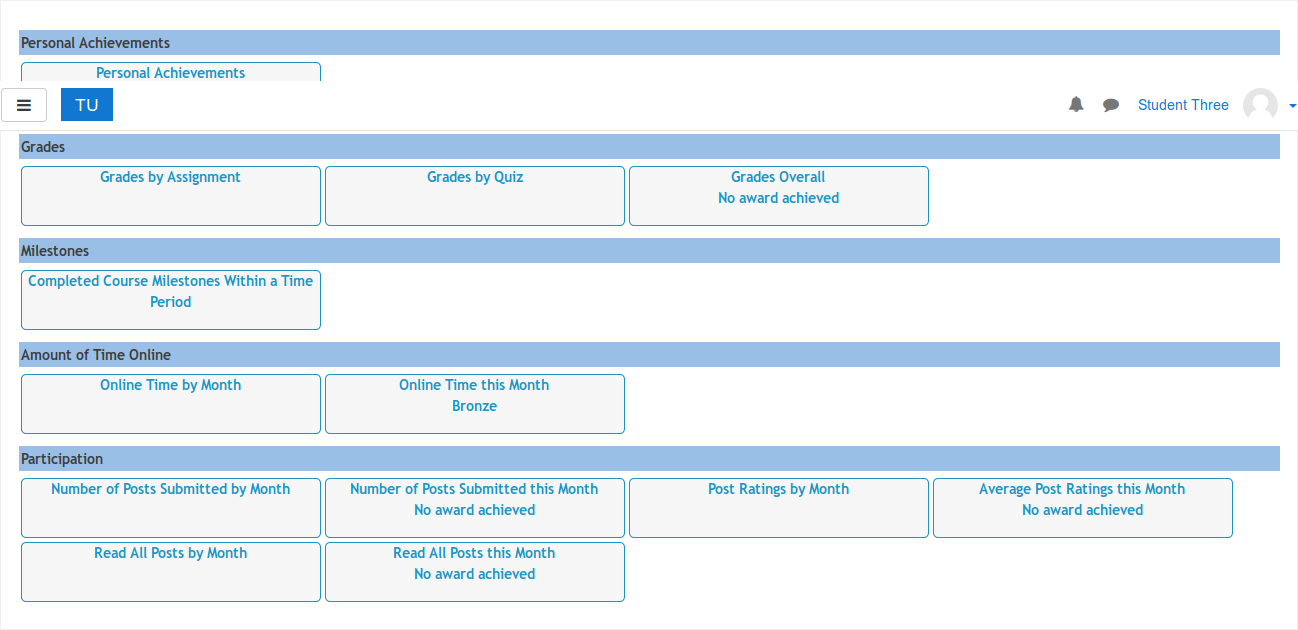 Personal Achievements
Personal Achievements
TU
Student Three
Grades
Grades by Assignment
Grades by Quiz
Grades Overall
No award achieved
Milestones
Completed Course Milestones Within a Time
Period
Amount of Time Online
Online Time by Month
Online Time this Month
Bronze
Participation
Number of Posts Submitted by Month
Number of Posts Submitted this Month
No award achieved
Post Ratings by Month
Average Post Ratings this Month
No award achieved
Read All Posts by Month
Read All Posts this Month
No award achieved